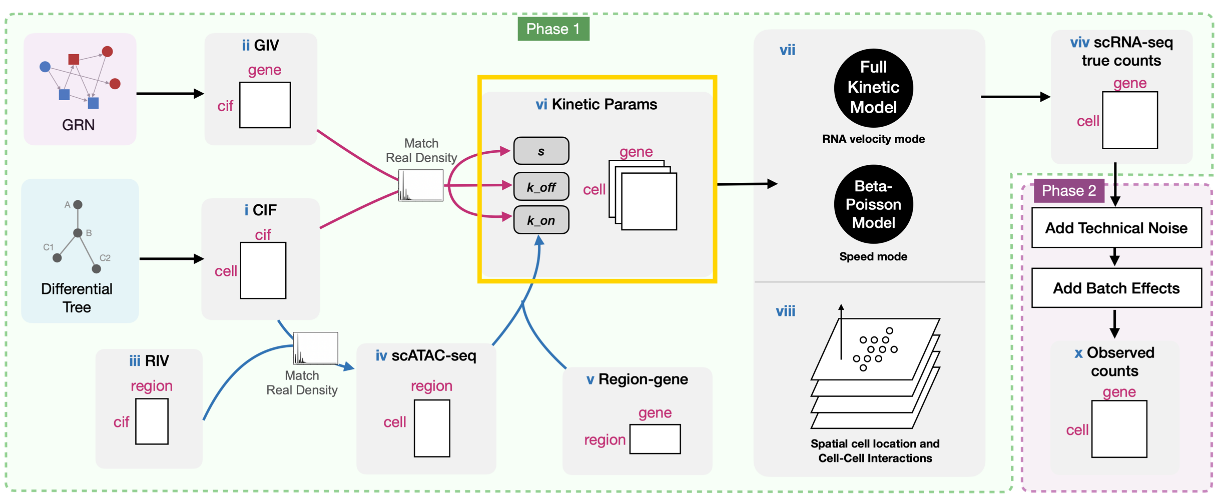 Phase 1
GRN
ii GIV
gene
cif
Differential
Tree
A
B
C1
C2
i CIF
cif
cell
iii RIV
region
cif
Match
Real Density
Match
Real Density
iv scATAC-seq
region
cell
v Region-gene
gene
region
vi Kinetic Params
s
k_off
k_on
gene
cell
vii
Full
Kinetic
Model
RNA velocity mode
Beta-
Poisson
Model
Speed mode
viii
Spatial cell location and
Cell-Cell Interactions
viv scRNA-seq
true counts
gene
cell
Phase 2
Add Technical Noise
Add Batch Effects
x Observed
counts
gene
cell